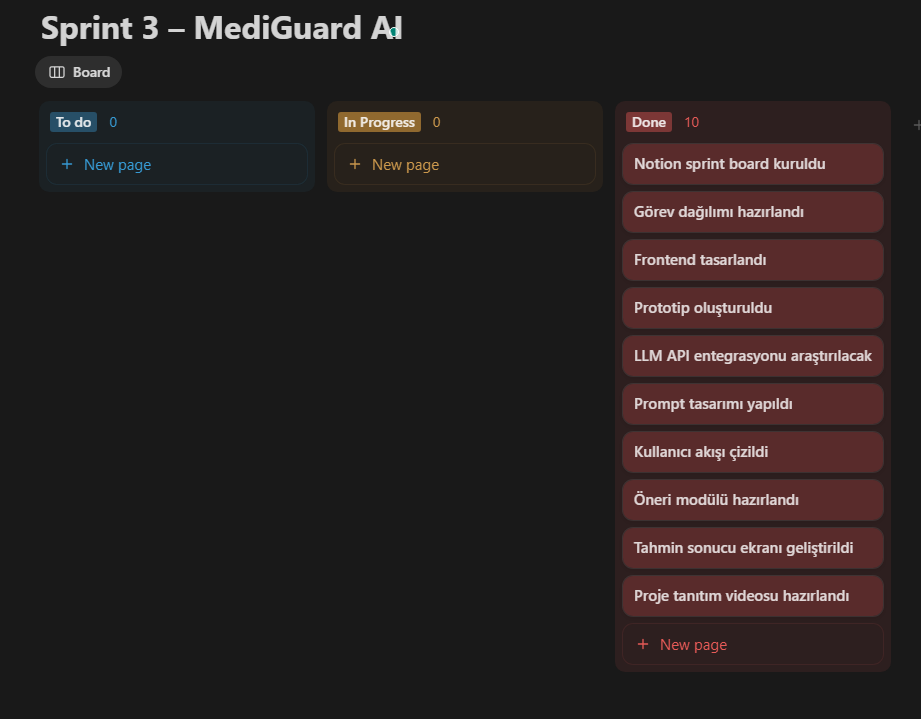 Sprint 3 – MediGuard AI
Board
To do 0
New page
In Progress 0
New page
Done 10
Notion sprint board kuruldu
Görev dağılımı hazırlandı
Frontend tasarlandı
Prototip oluşturuldu
LLM API entegrasyonu araştırılacak
Prompt tasarımı yapıldı
Kullanıcı akışı çizildi
Öneri modülü hazırlandı
Tahmin sonucu ekranı geliştirildi
Proje tanıtım videosu hazırlandı
New page